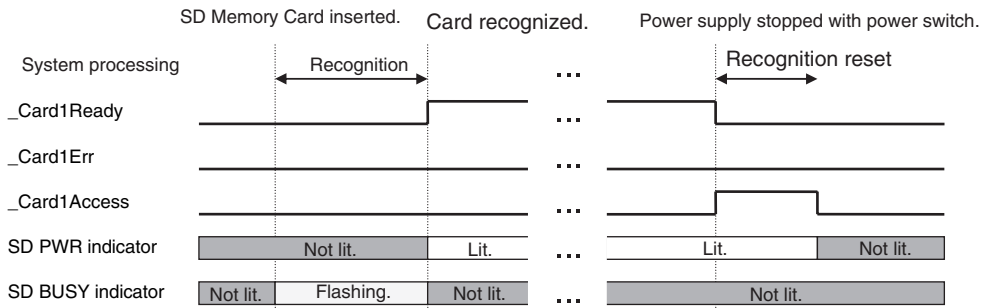 SD Memory Card inserted. Card recognized. Power supply stopped with power switch.
System processing Recognition ... Recognition reset
_Card1Ready ...
_Card1Err ...
_Card1Access ...
SD PWR indicator Not lit. Lit. ... Lit. Not lit.
SD BUSY indicator Not lit. Flashing. Not lit. ... Not lit.